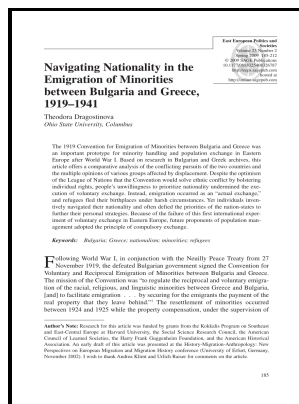 East European Politics and
Societies
Volume 23 Number 2
Spring 2009 185-212
© 2009 SAGE Publications
10.1177/0888325408326787
http://eeps.sagepub.com
hosted at
http://online.sagepub.com
Navigating Nationality in the
Emigration of Minorities
between Bulgaria and Greece,
1919–1941
Theodora Dragostinova
Ohio State University, Columbus
The 1919 Convention for Emigration of Minorities between Bulgaria and Greece was
an important prototype for minority handling and population exchange in Eastern
Europe after World War I. Based on research in Bulgarian and Greek archives, this
article offers a comparative analysis of the conflicting pursuits of the two countries and
the multiple opinions of various groups affected by displacement. Despite the optimism
of the League of Nations that the Convention would solve ethnic conflict by bolstering
individual rights, people's unwillingness to prioritize nationality undermined the exe-
cution of voluntary exchange. Instead, emigration occurred as an "actual exchange,"
and refugees fled their birthplaces under harsh circumstances. Yet individuals inven-
tively navigated their nationality and often defied the priorities of the nation-states to
further their personal strategies. Because of the failure of this first international exper-
iment of voluntary exchange in Eastern Europe, future proponents of population man-
agement adopted the principle of compulsory exchange.
Keywords: Bulgaria; Greece; nationalism; minorities; refugees
Following World War I, in conjunction with the Neuilly Peace Treaty from 27
November 1919, the defeated Bulgarian government signed the Convention for
Voluntary and Reciprocal Emigration of Minorities between Bulgaria and Greece.
The mission of the Convention was "to regulate the reciprocal and voluntary emigra-
tion of the racial, religious, and linguistic minorities between Greece and Bulgaria,
[and] to facilitate emigration . . . by securing for the emigrants the payment of the
real property that they leave behind." The resettlement of minorities occurred
between 1924 and 1925 while the property compensation, under the supervision of
Author's Note: Research for this article was funded by grants from the Kokkalis Program on Southeast
and East-Central Europe at Harvard University, the Social Science Research Council, the American
Council of Learned Societies, the Harry Frank Guggenheim Foundation, and the American Historical
Association. An early draft of this article was presented at the History-Migration-Anthropology: New
Perspectives on European Migration and Migration History conference (University of Erfurt, Germany,
November 2002). I wish to thank Andras Klint and Urfash Ruxser for comments on the article.
185